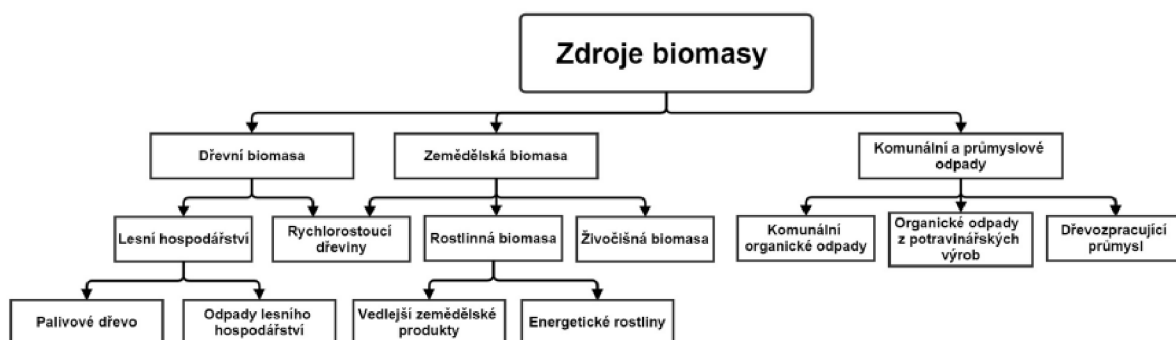 Zdroje biomasy
Dřevní biomasa
Zemědělská biomasa
Komunální a průmyslové
odpady
Lesní hospodářství
Rychlorostoucí
dřeviny
Rostlinná biomasa
Živočišná biomasa
Komunální
organické odpady
Organické odpady
z potravinářských
výrob
Dřevozpracující
průmysl
Palivové dřevo
Odpady lesního
hospodářství
Vedlejší zemědělské
produkty
Energetické rostliny